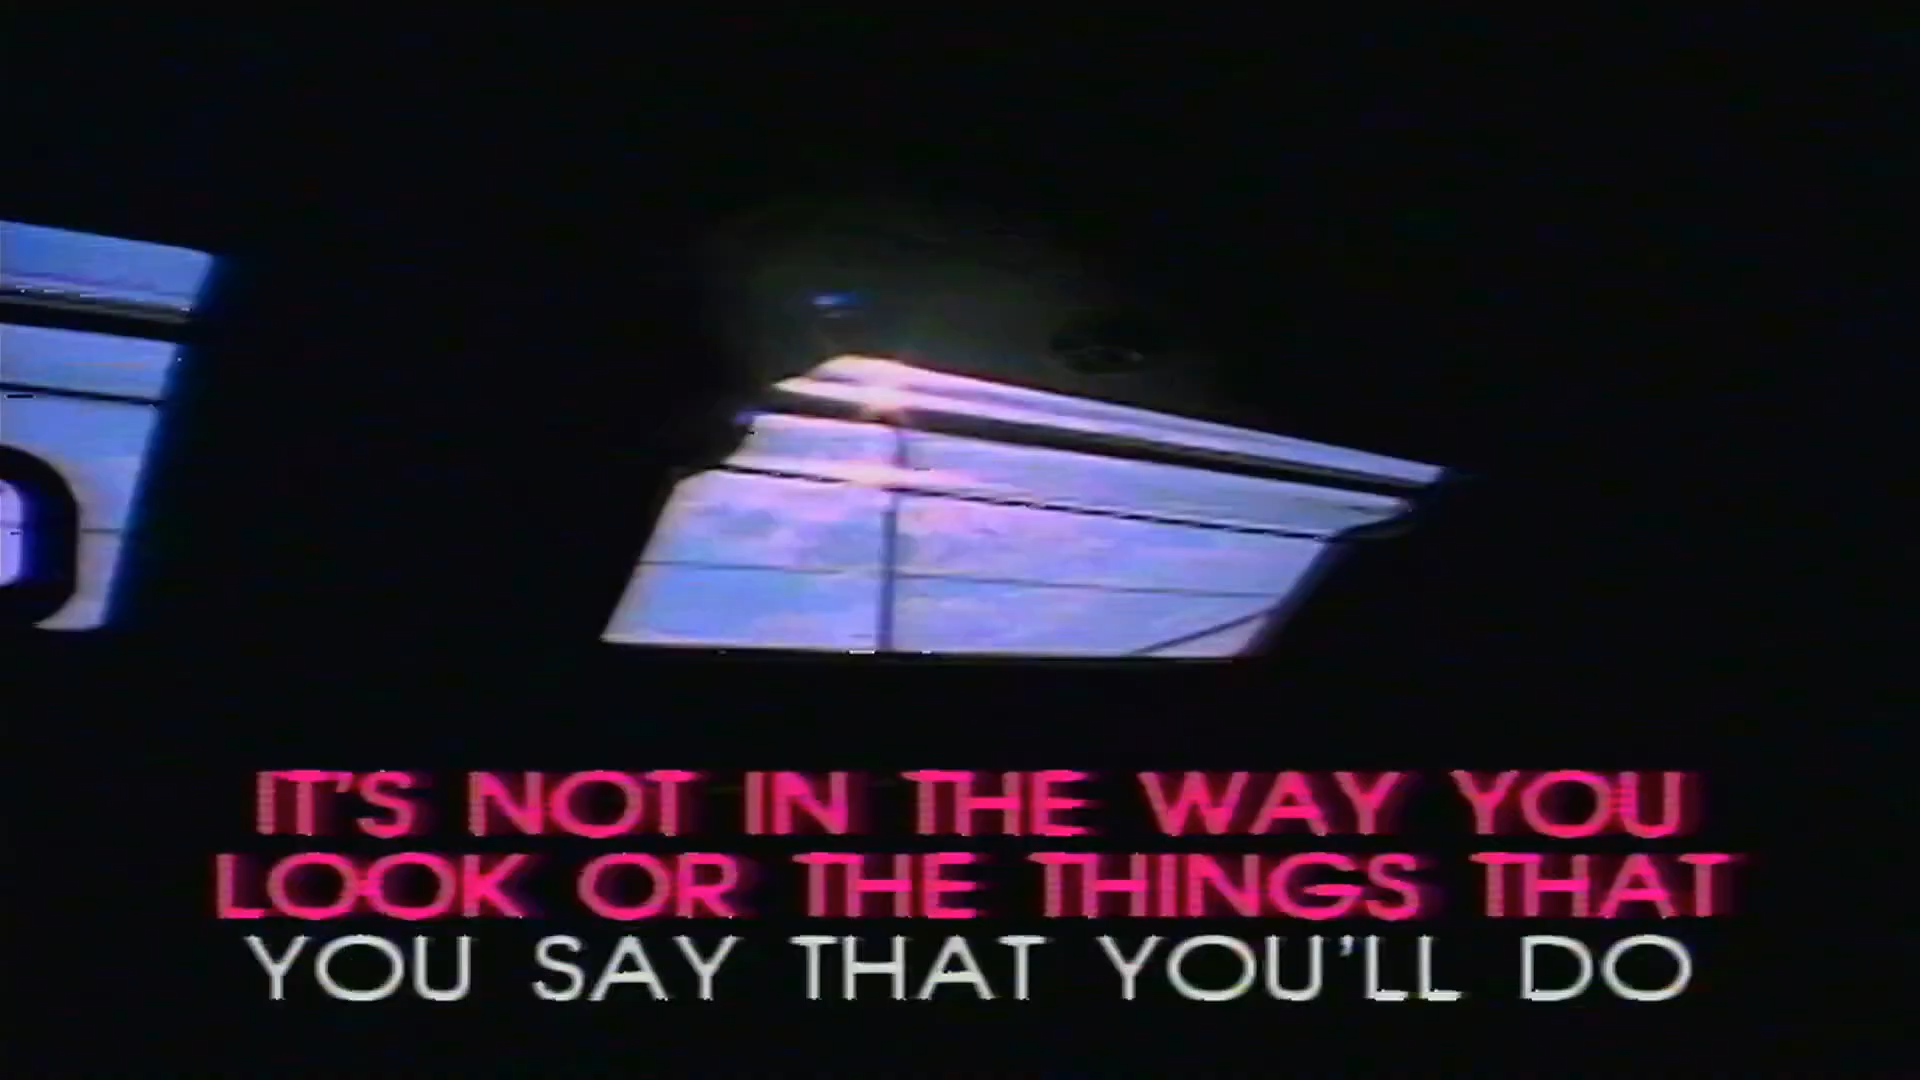 IT'S NOT IN THE WAY YOU
LOOK OR THE THINGS THAT
YOU SAY THAT YOU'LL DO